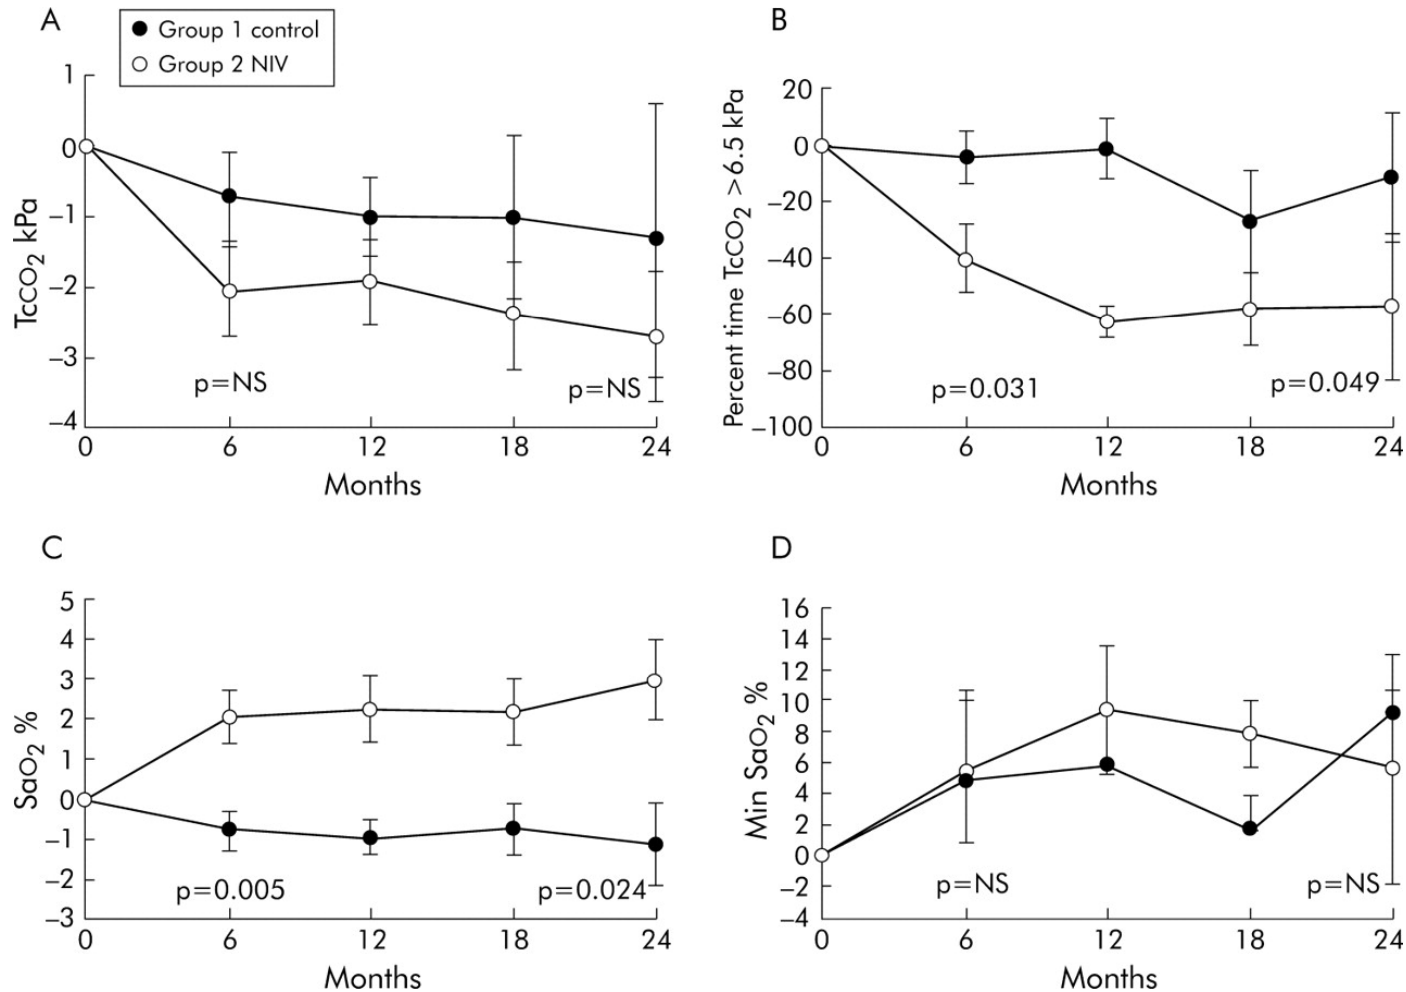 A
Group 1 control
Group 2 NIV
1
0
–1
–2
–3
–4
TcCO2 kPa
p=NS
p=NS
0 6 12 18 24
Months
B
20
0
–20
–40
–60
–80
–100
Percent time TcCO2 >6.5 kPa
p=0.031
p=0.049
0 6 12 18 24
Months
C
5
4
3
2
1
0
–1
–2
–3
SaO2 %
p=0.005
p=0.024
0 6 12 18 24
Months
D
16
14
12
10
8
6
4
2
0
–2
–4
Min SaO2 %
p=NS
p=NS
0 6 12 18 24
Months